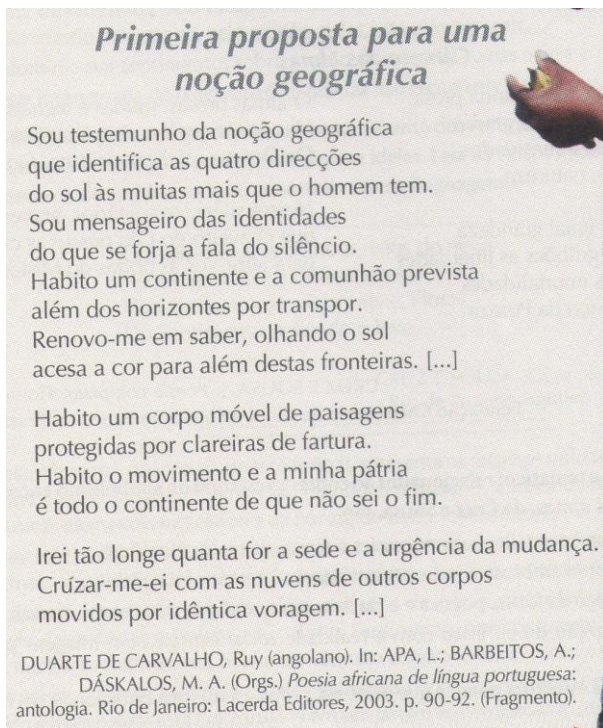 Primeira proposta para uma
noção geográfica
Sou testemunho da noção geográfica
que identifica as quatro direcções
do sol às muitas mais que o homem tem.
Sou mensageiro das identidades
do que se forja a fala do silêncio.
Habito um continente e a comunhão prevista
além dos horizontes por transpor.
Renovo-me em saber, olhando o sol
acesa a cor para além destas fronteiras. [...]
Habito um corpo móvel de paisagens
protegidas por clareiras de fartura.
Habito o movimento e a minha pátria
é todo o continente de que não sei o fim.
Irei tão longe quanta for a sede e a urgência da mudança.
Cruzar-me-ei com as nuvens de outros corpos
movidos por idêntica voragem. [...]
DUARTE DE CARVALHO, Ruy (angolano). In: APA, L.; BARBEITOS, A.;
DÁSKALOS, M. A. (Orgs.) Poesia africana de língua portuguesa:
antologia. Rio de Janeiro: Lacerda Editores, 2003. p. 90-92. (Fragmento).